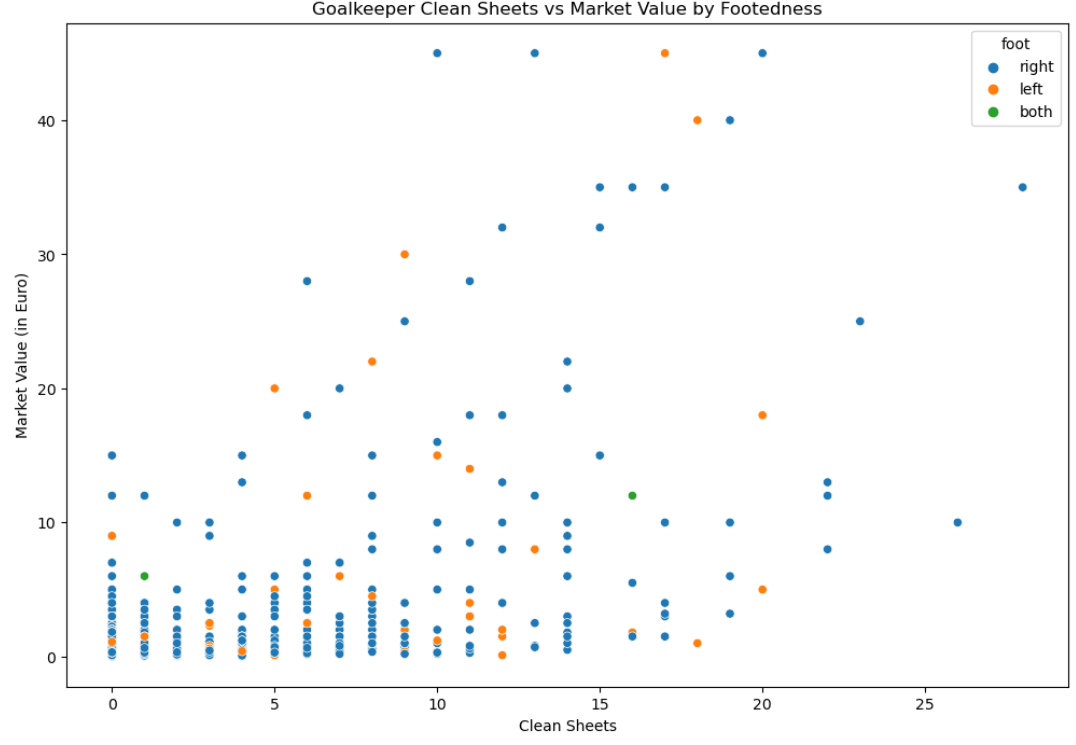 Goalkeeper Clean Sheets vs Market Value by Footedness
foot
right
left
both
40
30
20
10
0
Market Value (in Euro)
0 5 10 15 20 25
Clean Sheets